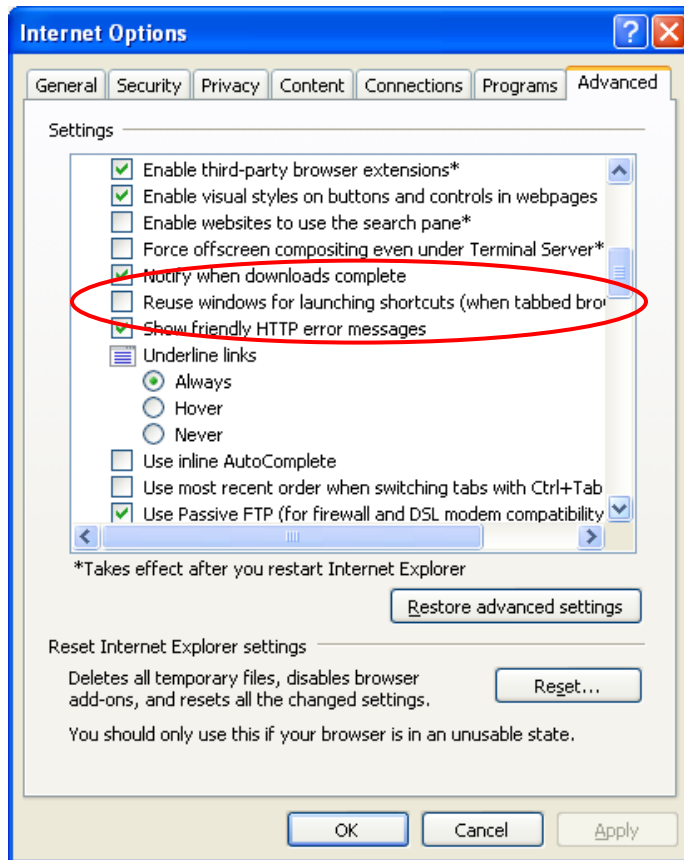 Internet Options
General Security Privacy Content Connections Programs Advanced
Settings
Enable third-party browser extensions*
Enable visual styles on buttons and controls in webpages
Enable websites to use the search pane*
Force offscreen compositing even under Terminal Server*
Notify when downloads complete
Reuse windows for launching shortcuts (when tabbed bro
Show friendly HTTP error messages
Underline links
Always
Hover
Never
Use inline AutoComplete
Use most recent order when switching tabs with Ctrl+Tab
Use Passive FTP (for firewall and DSL modem compatibility
*Takes effect after you restart Internet Explorer
Restore advanced settings
Reset Internet Explorer settings
Deletes all temporary files, disables browser
add-ons, and resets all the changed settings.
Reset...
You should only use this if your browser is in an unusable state.
OK Cancel Apply